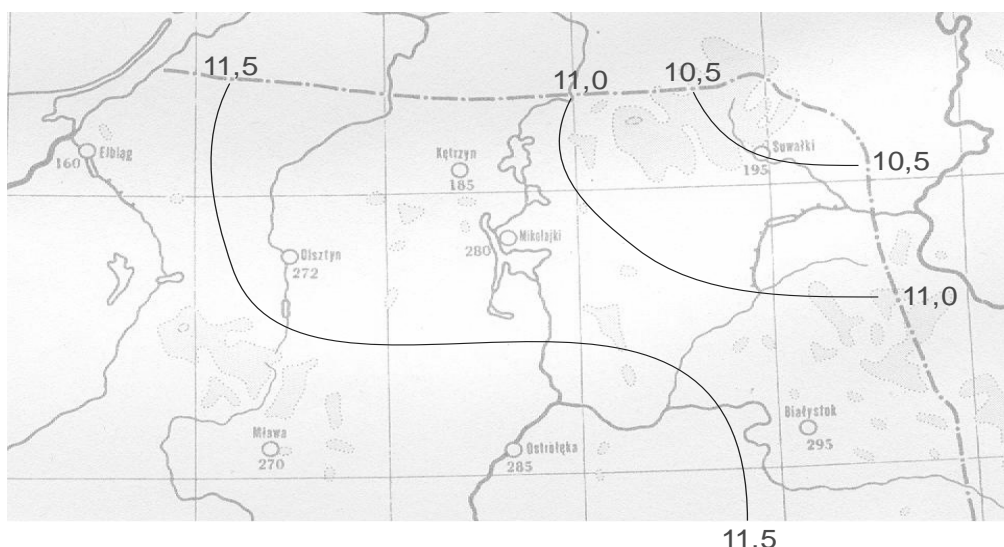 11,5
11,0
10,5
Elbląg
160
Kętrzyn
185
Suwałki
195
10,5
Mikołajki
280
Olsztyn
272
11,0
Białystok
295
Mława
270
Ostrołęka
285
11,5